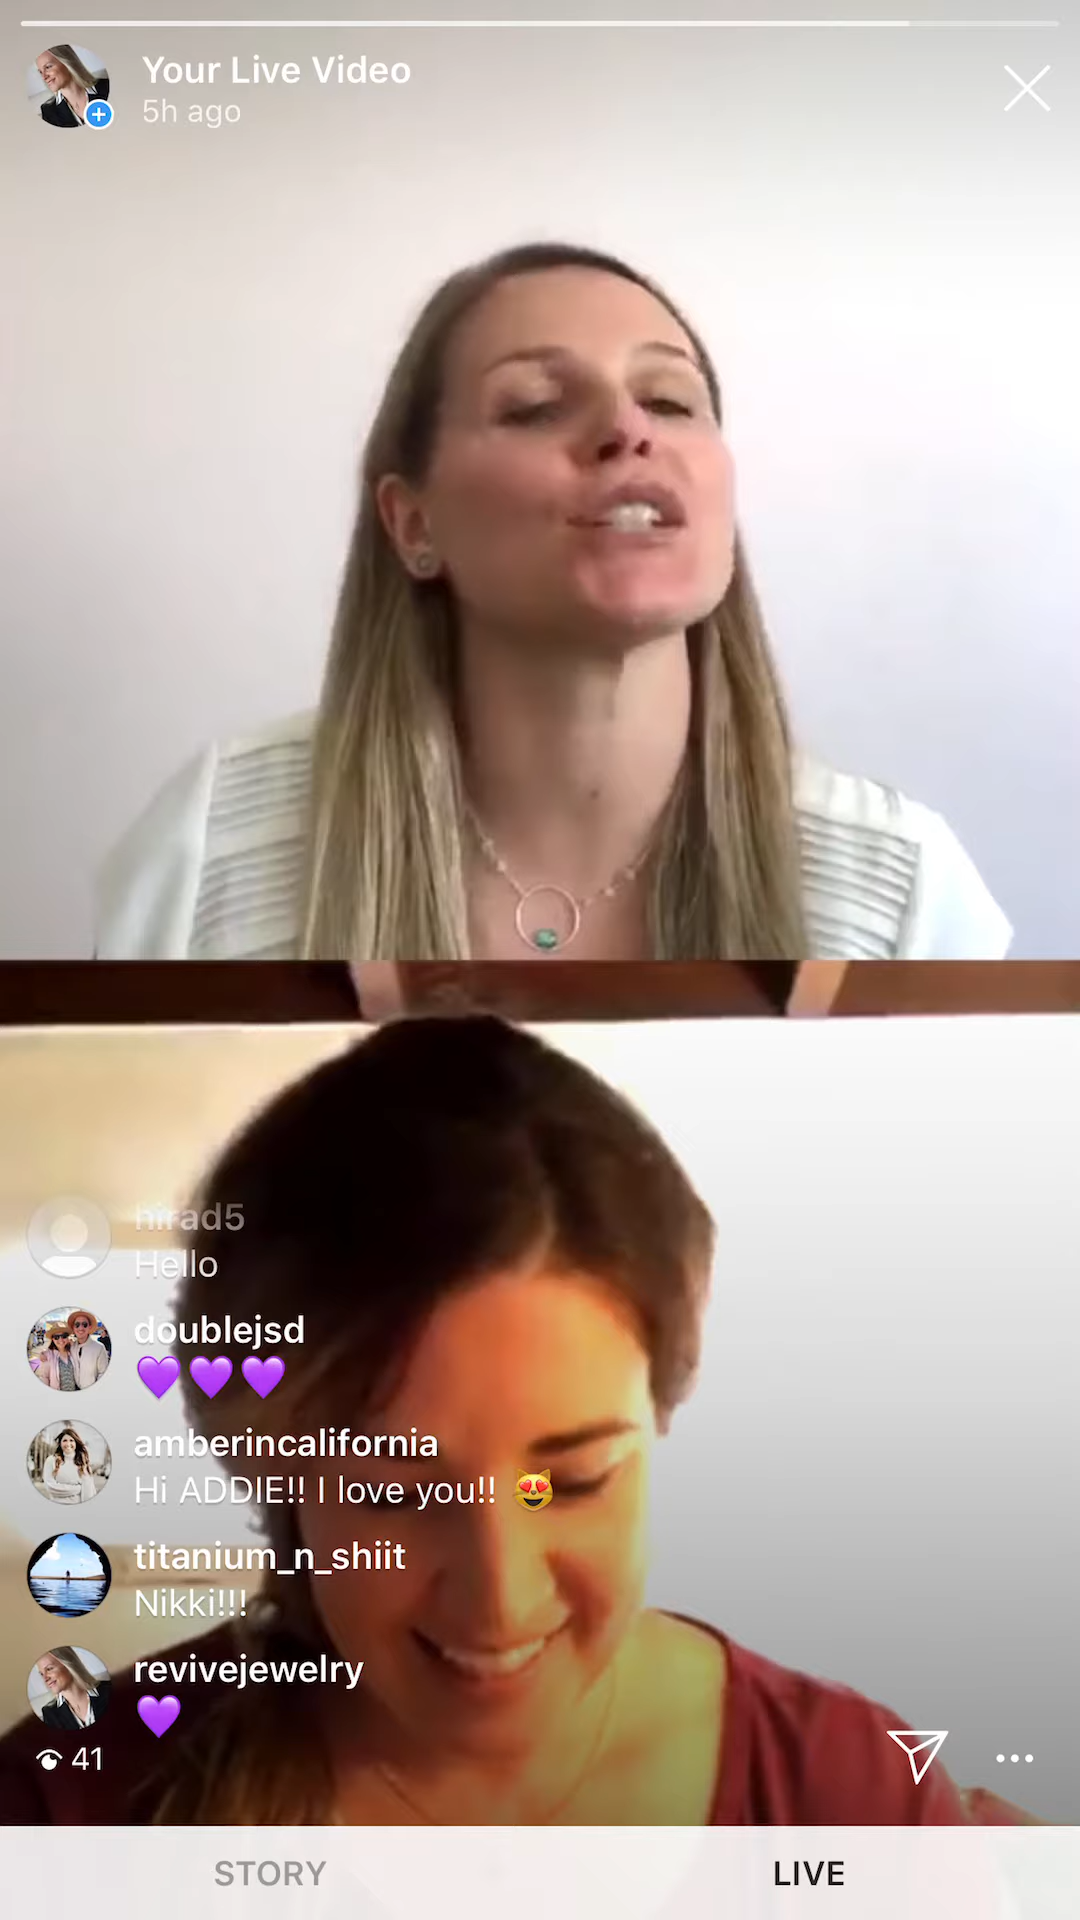 Your Live Video
5h ago
hirad5
Hello
doublejsd
💜💜💜
amberincalifornia
Hi ADDIE!! I love you!! 😻
titanium_n_shiit
Nikki!!!
revivejewelry
💜
41
STORY
LIVE